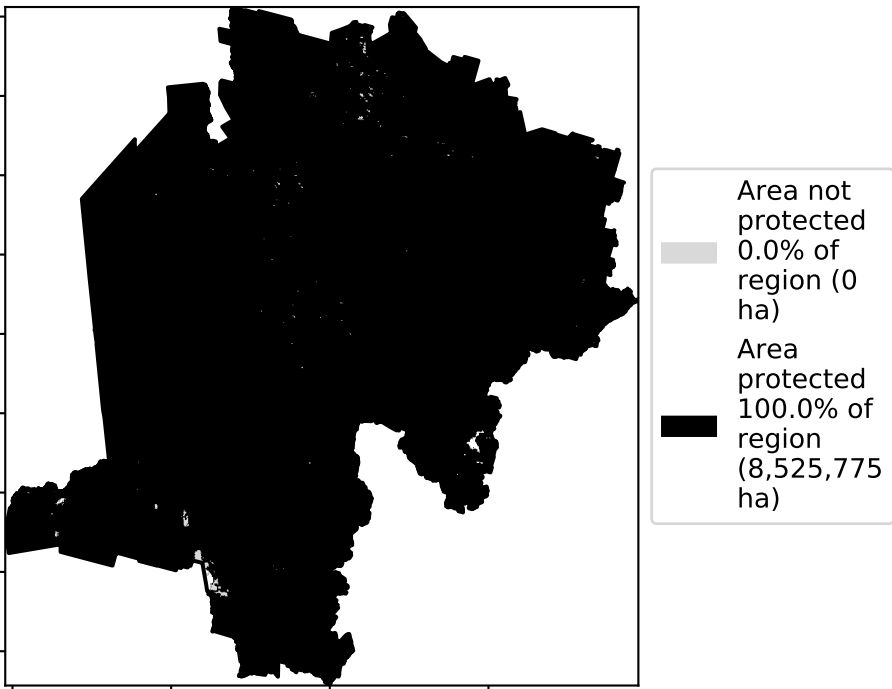 Area not
protected
0.0% of
region (0
ha)
Area
protected
100.0% of
region
(8,525,775
ha)